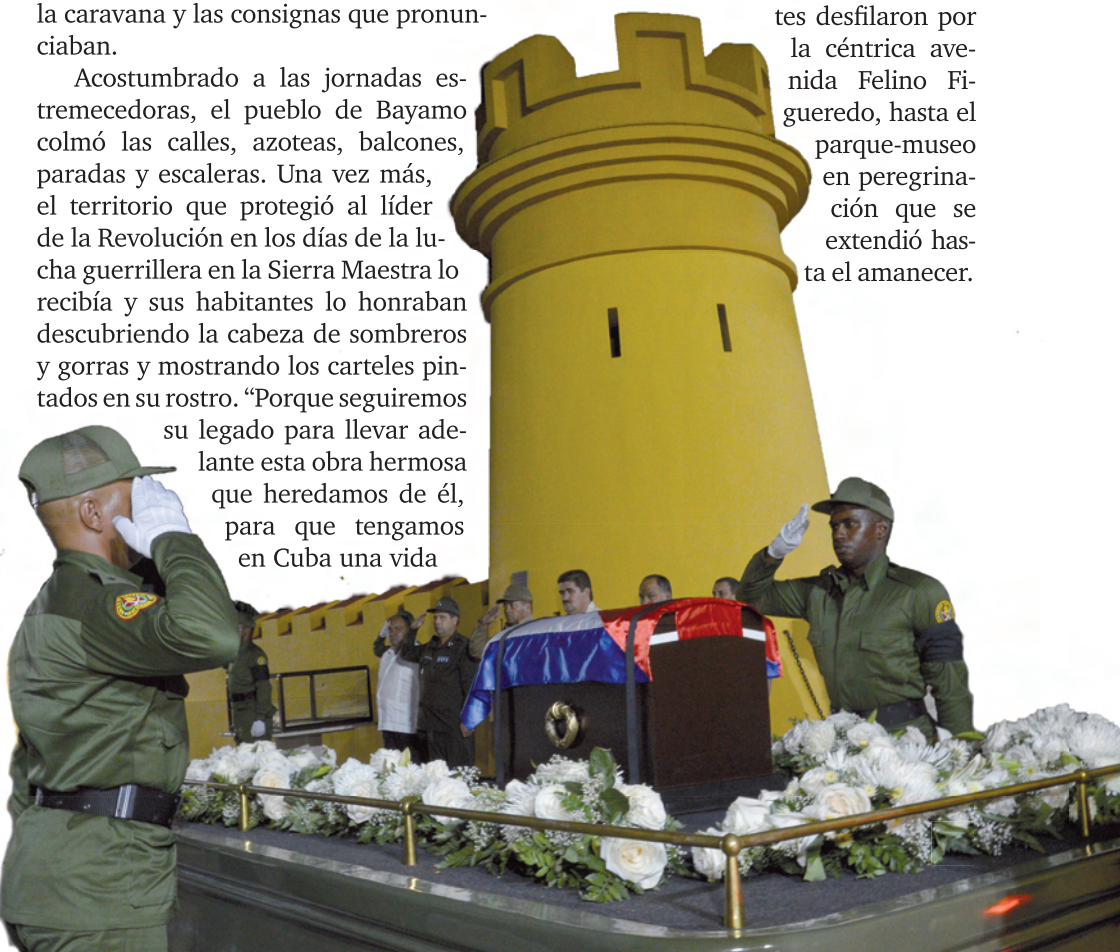 la caravana y las consignas que pronun-
ciaban.
Acostumbrado a las jornadas es-
tremecedoras, el pueblo de Bayamo
colmó las calles, azoteas, balcones,
paradas y escaleras. Una vez más,
el territorio que protegió al líder
de la Revolución en los días de la lu-
cha guerrillera en la Sierra Maestra lo
recibía y sus habitantes lo honraban
descubriendo la cabeza de sombreros
y gorras y mostrando los carteles pin-
tados en su rostro. “Porque seguiremos
su legado para llevar ade-
lante esta obra hermosa
que heredamos de él,
para que tengamos
en Cuba una vida
tes desfilaron por
la céntrica ave-
nida Felino Fi-
gueredo, hasta el
parque-museo
en peregrina-
ción que se
extendió has-
ta el amanecer.